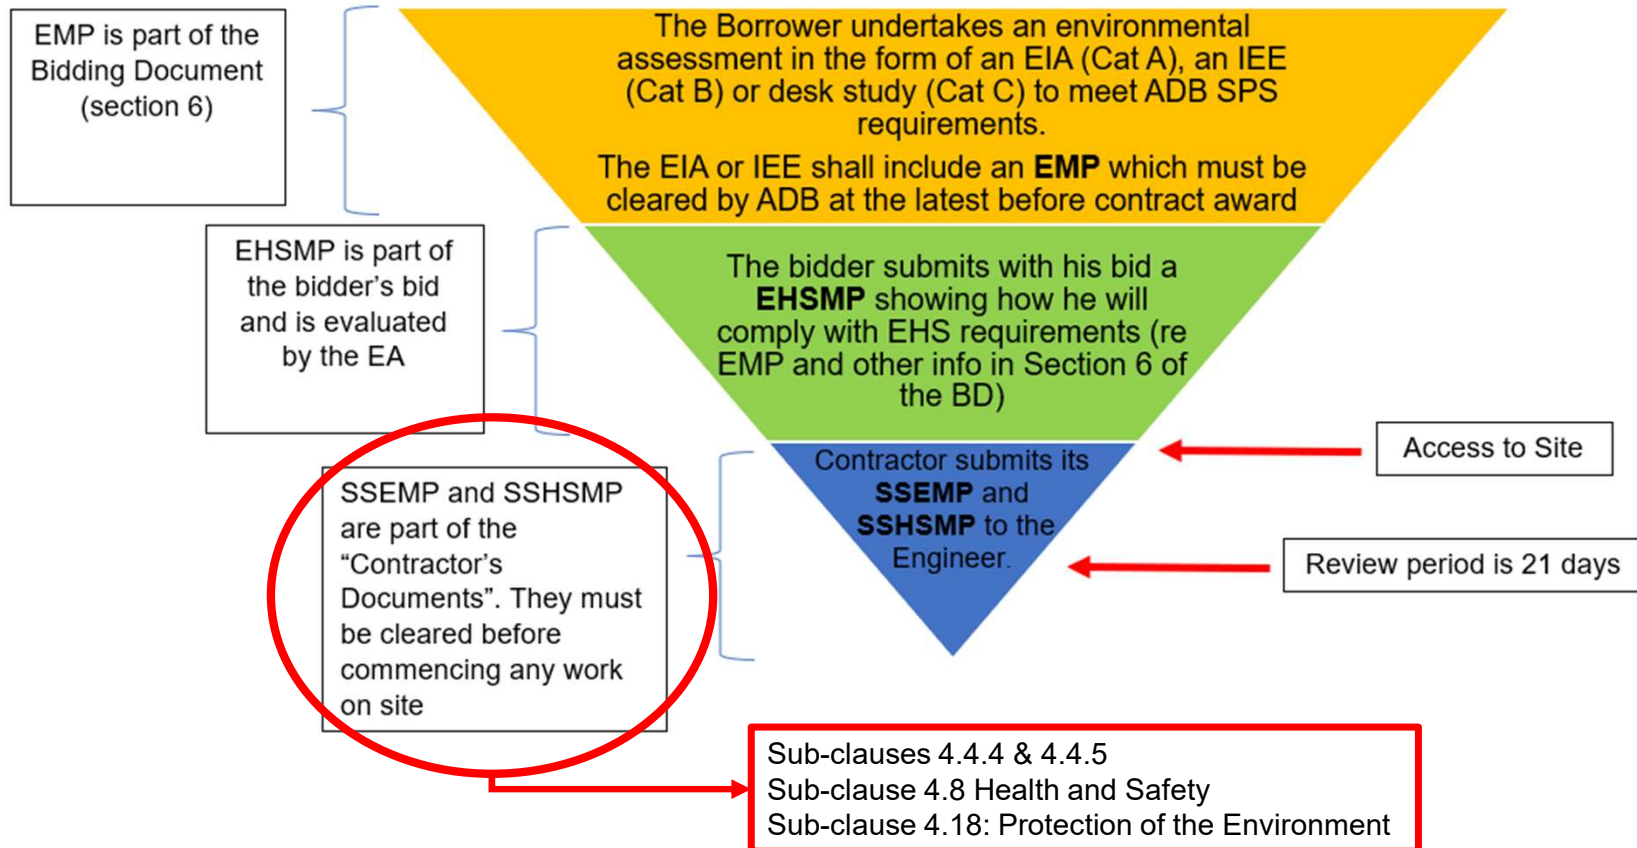 EMP is part of the
Bidding Document
(section 6)
The Borrower undertakes an environmental
assessment in the form of an EIA (Cat A), an IEE
(Cat B) or desk study (Cat C) to meet ADB SPS
requirements.
The EIA or IEE shall include an EMP which must be
cleared by ADB at the latest before contract award
EHSMP is part of
the bidder’s bid
and is evaluated
by the EA
The bidder submits with his bid a
EHSMP showing how he will
comply with EHS requirements (re
EMP and other info in Section 6 of
the BD)
SSEMP and SSHSMP
are part of the
“Contractor’s
Documents”. They must
be cleared before
commencing any work
on site
Contractor submits its
SSEMP and
SSHSMP to the
Engineer.
Access to Site
Review period is 21 days
Sub-clauses 4.4.4 & 4.4.5
Sub-clause 4.8 Health and Safety
Sub-clause 4.18: Protection of the Environment